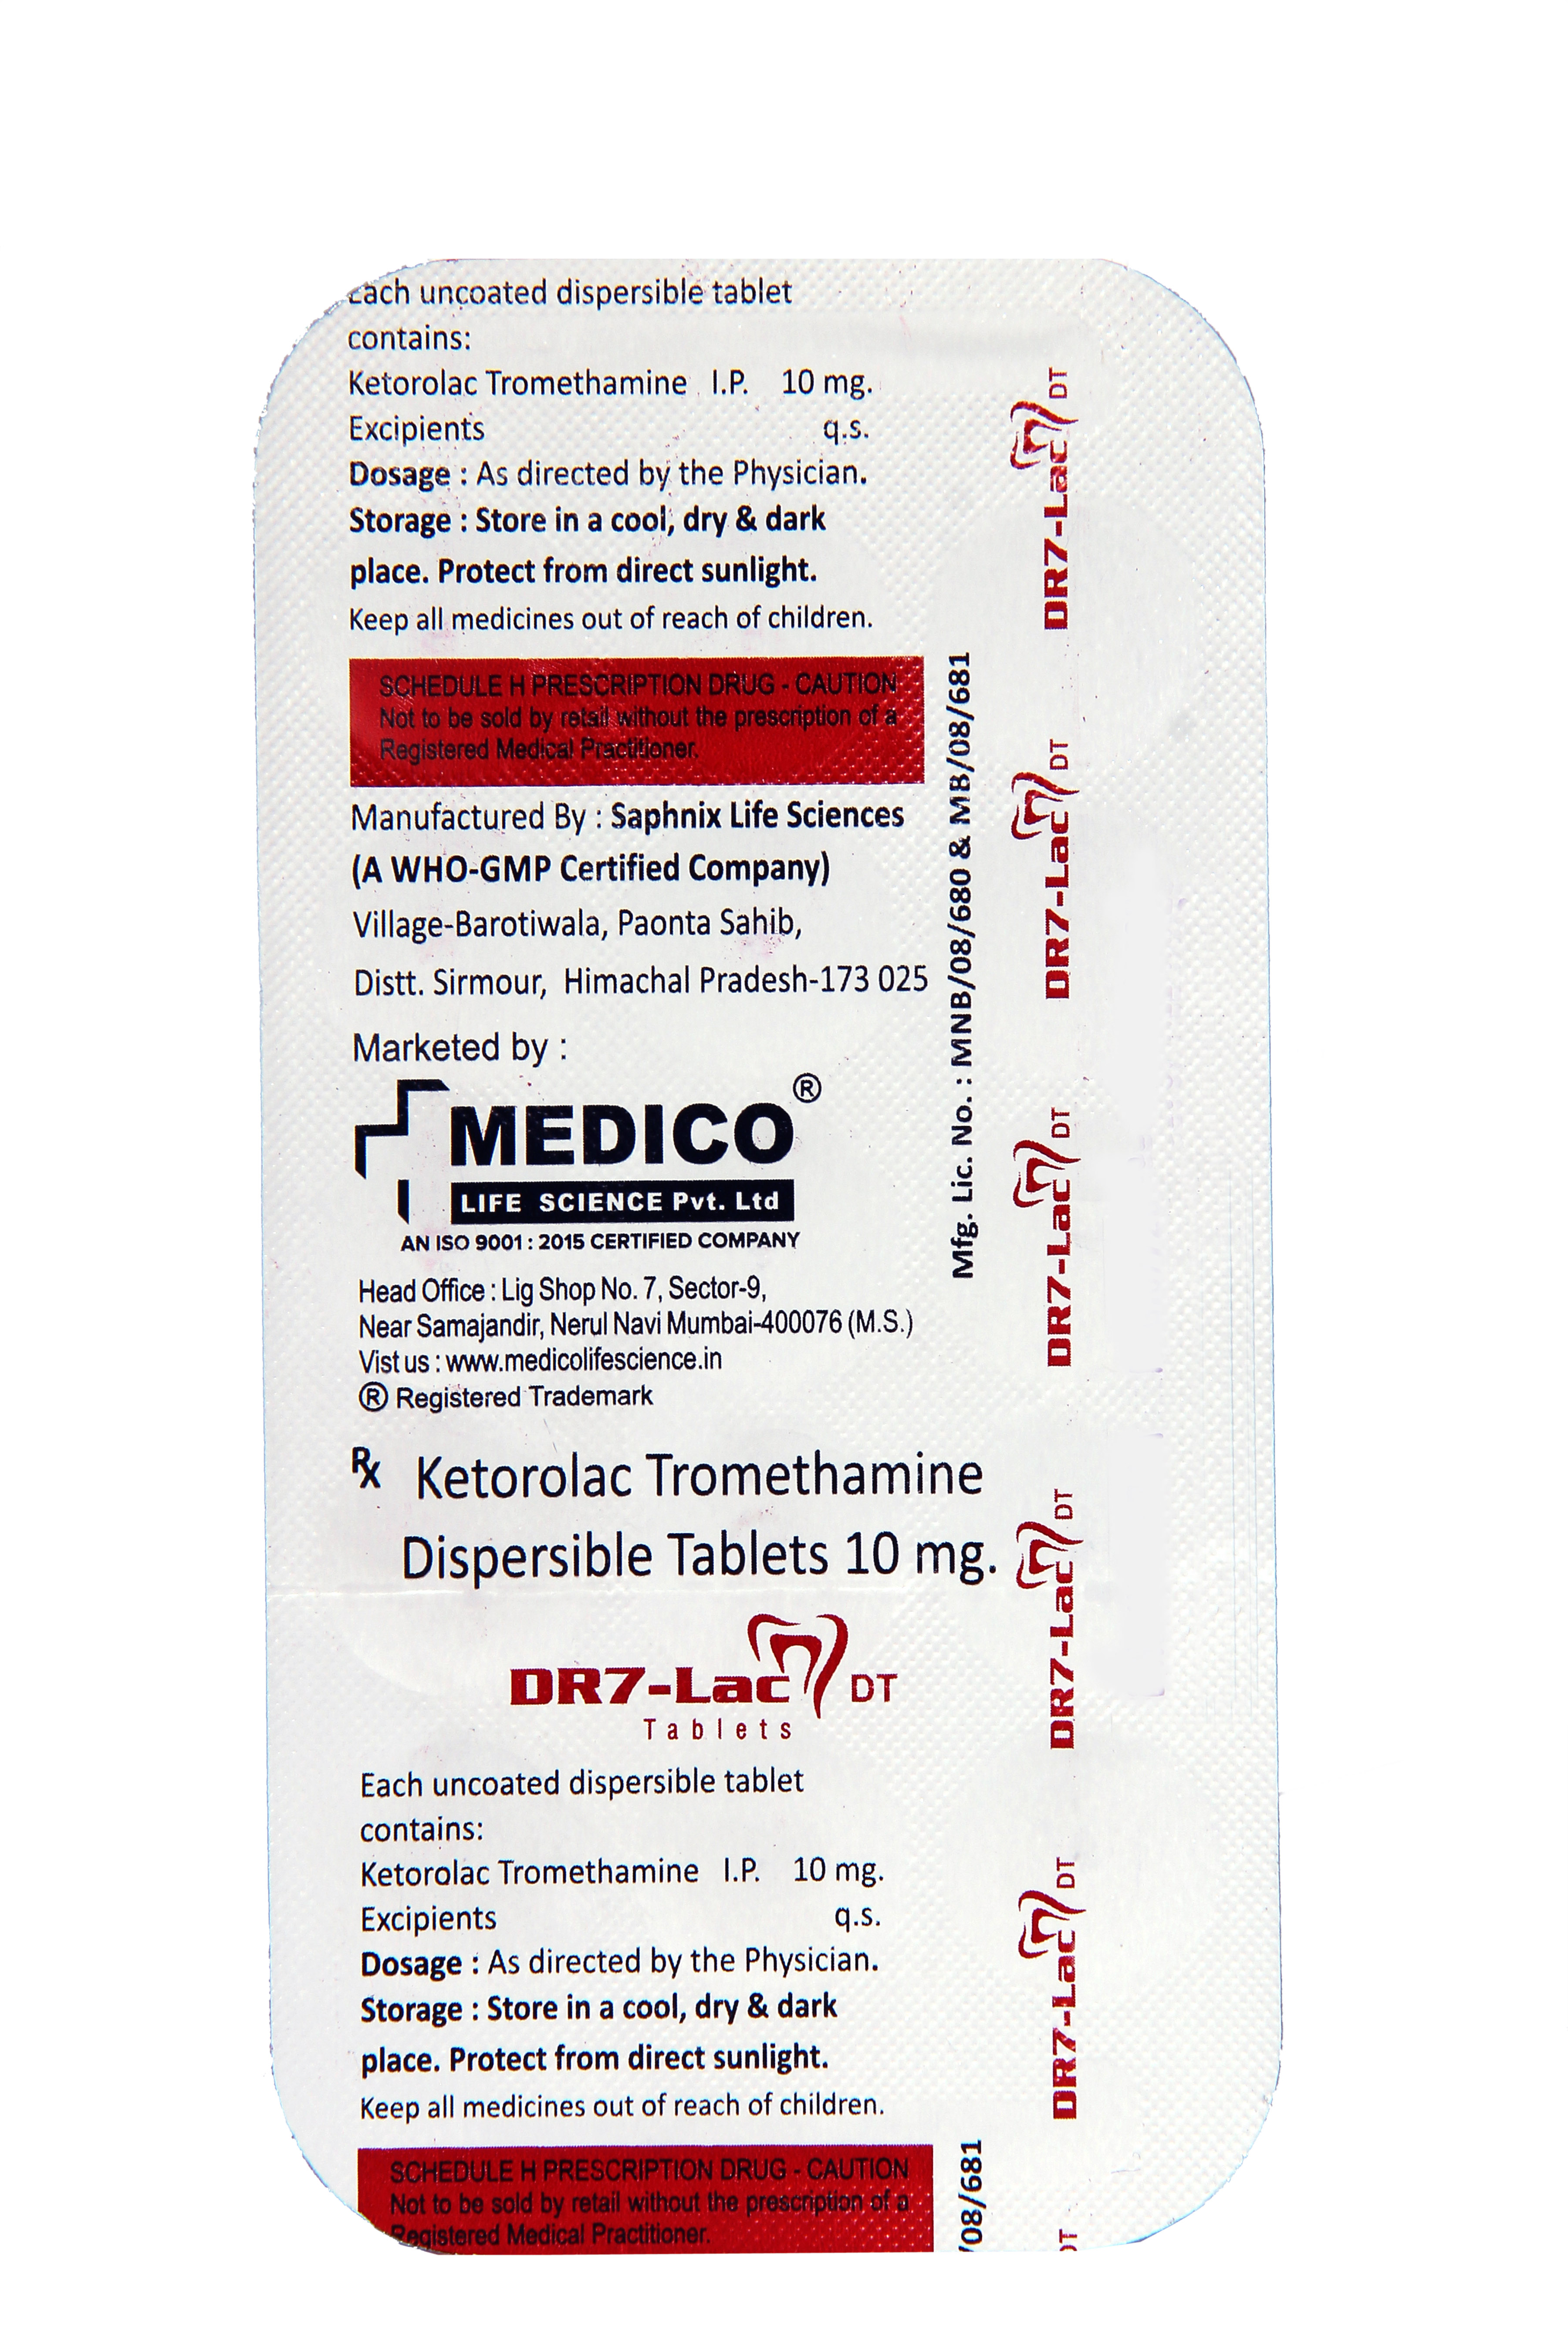 Each uncoated dispersible tablet
contains:
Ketorolac Tromethamine I.P. 10 mg.
Excipients q.s.
Dosage : As directed by the Physician.
Storage : Store in a cool, dry & dark
place. Protect from direct sunlight.
Keep all medicines out of reach of children.
SCHEDULE H PRESCRIPTION DRUG - CAUTION
Not to be sold by retail without the prescription of a
Registered Medical Practitioner.
Manufactured By : Saphnix Life Sciences
(A WHO-GMP Certified Company)
Village-Barotiwala, Paonta Sahib,
Distt. Sirmour, Himachal Pradesh-173 025
Marketed by :
MEDICO®
LIFE SCIENCE Pvt. Ltd
AN ISO 9001 : 2015 CERTIFIED COMPANY
Head Office : Lig Shop No. 7, Sector-9,
Near Samajandir, Nerul Navi Mumbai-400076 (M.S.)
Vist us : www.medicolifescience.in
® Registered Trademark
Rx Ketorolac Tromethamine
Dispersible Tablets 10 mg.
DR7-Lac DT
Tablets
Each uncoated dispersible tablet
contains:
Ketorolac Tromethamine I.P. 10 mg.
Excipients q.s.
Dosage : As directed by the Physician.
Storage : Store in a cool, dry & dark
place. Protect from direct sunlight.
Keep all medicines out of reach of children.
SCHEDULE H PRESCRIPTION DRUG - CAUTION
Not to be sold by retail without the prescription of a
Registered Medical Practitioner.
Mfg. Lic. No. : MNB/08/680 & MB/08/681
/08/681
DR7-Lac DT
DR7-Lac DT
DR7-Lac DT
DR7-Lac DT
DR7-Lac DT
DT